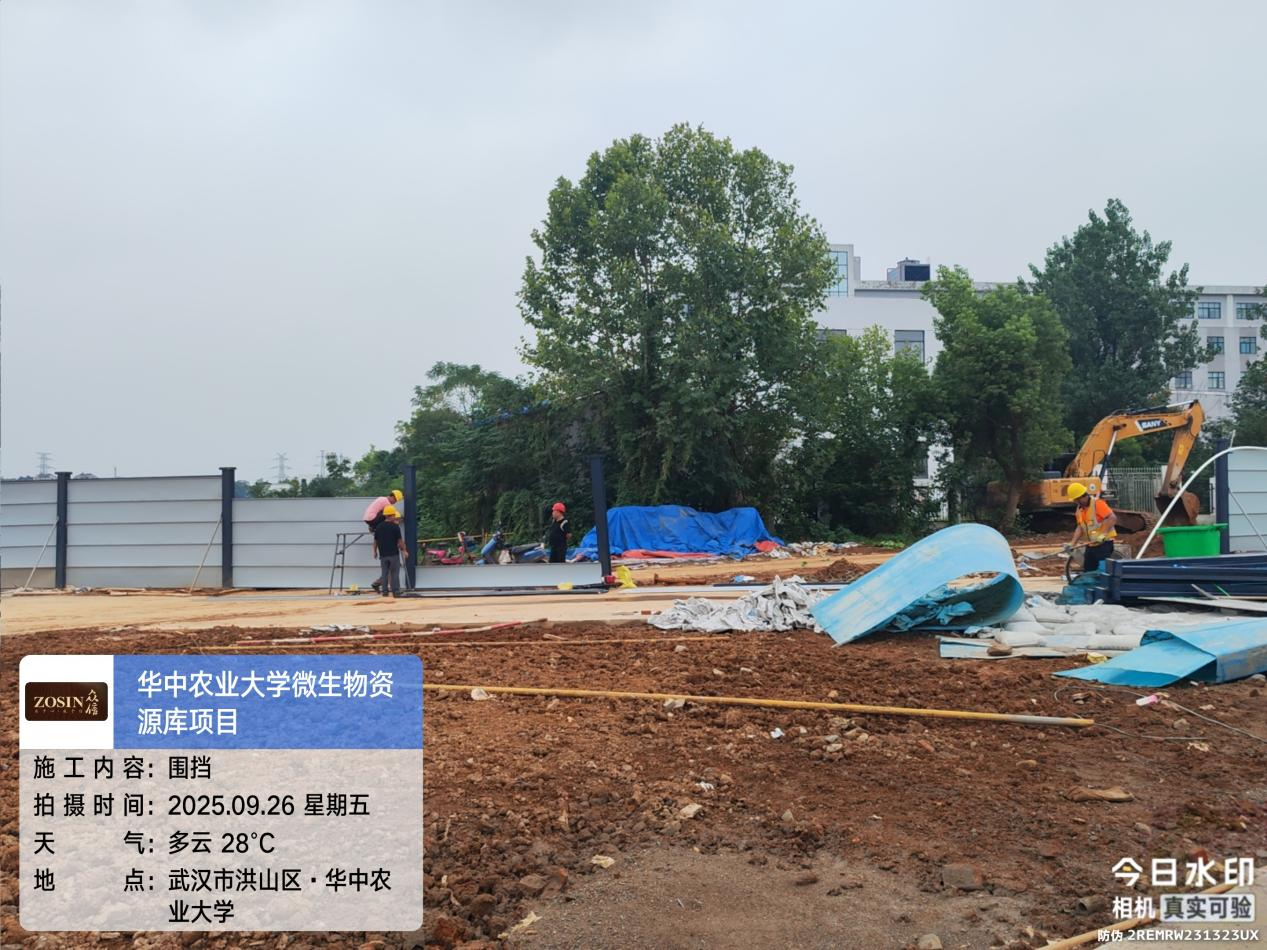 SANY
ZOSIN 众信
华中农业大学微生物资
源库项目
施工内容：围挡
拍摄时间：2025.09.26 星期五
天气：多云 28°C
地点：武汉市洪山区·华中农
业大学
今日水印
相机 真实可验
防伪 2REMRW231323UX